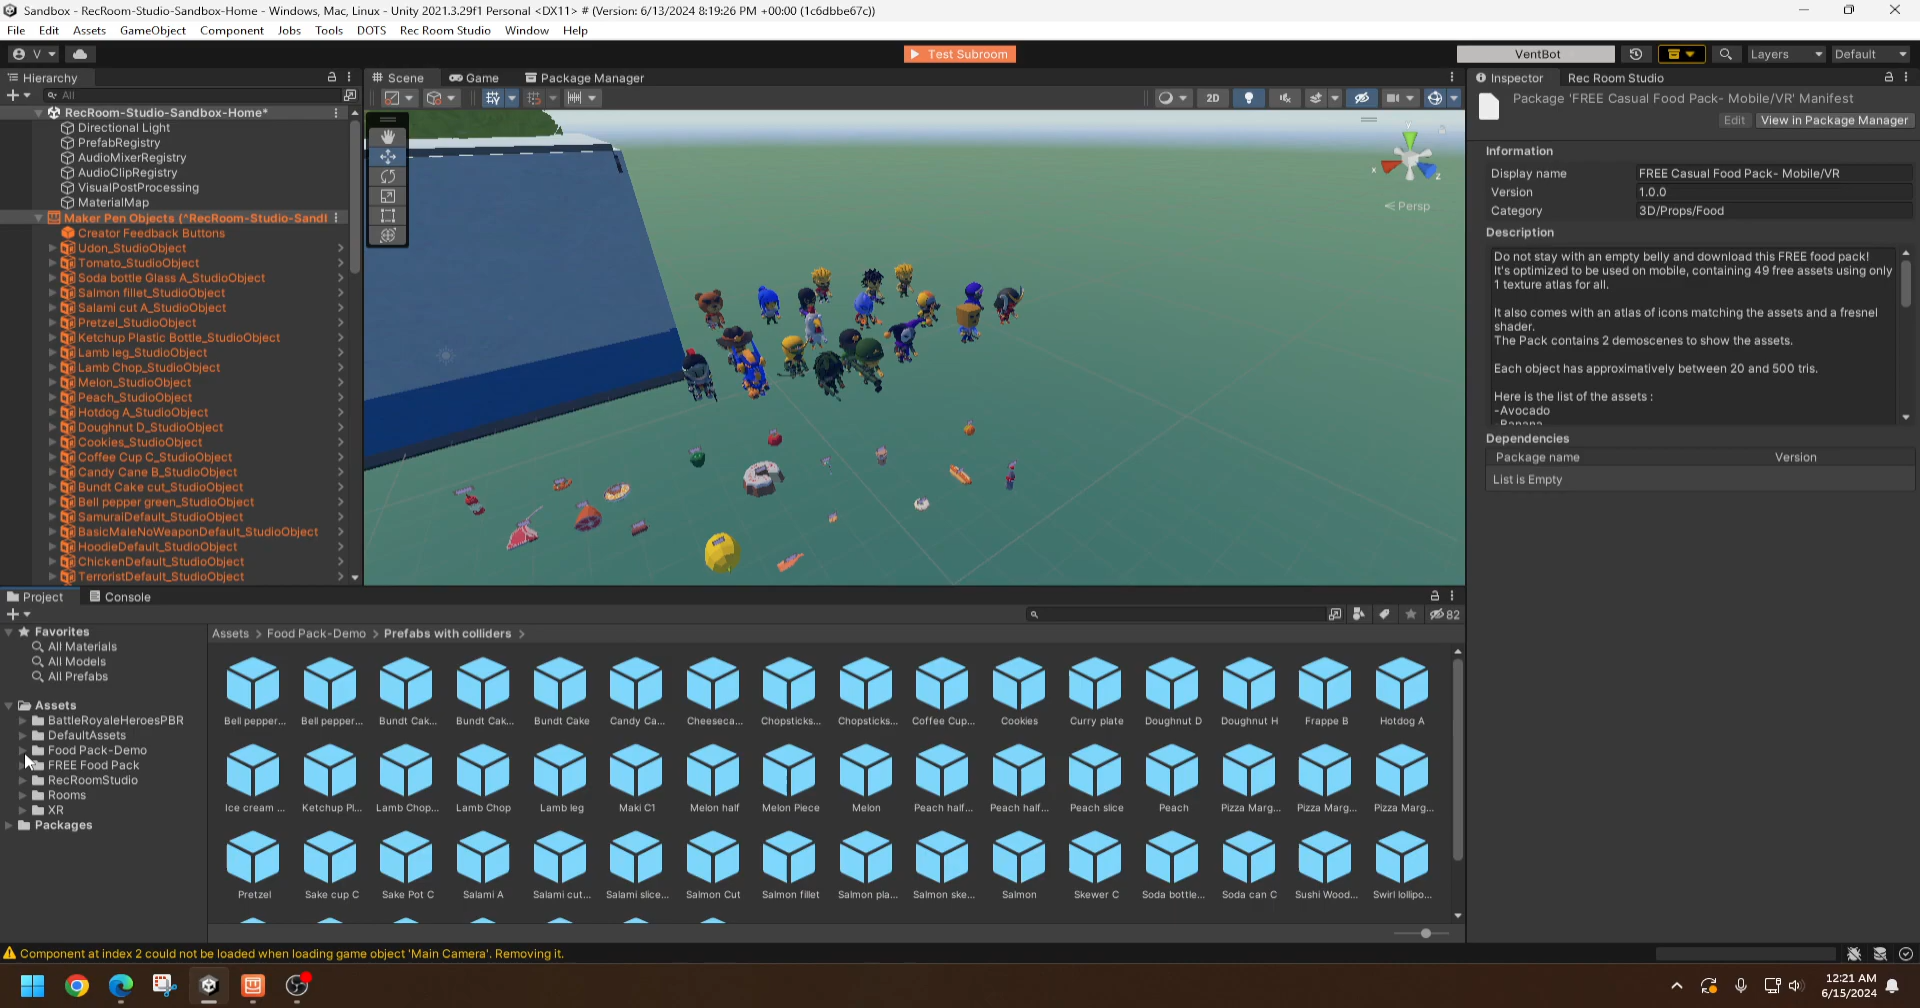 Sandbox - RecRoom-Studio-Sandbox-Home - Windows, Mac, Linux - Unity 2021.3.29f1 Personal <DX11> # (Version: 6/13/2024 8:19:26 PM +00:00 (1c6dbbe67c))
File Edit Assets GameObject Component Jobs Tools DOTS Rec Room Studio Window Help
V
Test Subroom
VentBot
Layers
Default
Hierarchy
Scene
Game
Package Manager
Inspector
Rec Room Studio
All
2D
Package 'FREE Casual Food Pack- Mobile/VR' Manifest
Edit
View in Package Manager
RecRoom-Studio-Sandbox-Home*
Directional Light
PrefabRegistry
AudioMixerRegistry
AudioClipRegistry
VisualPostProcessing
MaterialMap
Maker Pen Objects (^RecRoom-Studio-Sandl
Creator Feedback Buttons
Udon_StudioObject
Tomato_StudioObject
Soda bottle Glass A_StudioObject
Salmon fillet_StudioObject
Salami cut A_StudioObject
Pretzel_StudioObject
Ketchup Plastic Bottle_StudioObject
Lamb leg_StudioObject
Lamb Chop_StudioObject
Melon_StudioObject
Peach_StudioObject
Hotdog A_StudioObject
Doughnut D_StudioObject
Cookies_StudioObject
Coffee Cup C_StudioObject
Candy Cane B_StudioObject
Bundt Cake cut_StudioObject
Bell pepper green_StudioObject
SamuraiDefault_StudioObject
BasicMaleNoWeaponDefault_StudioObject
HoodieDefault_StudioObject
ChickenDefault_StudioObject
TerroristDefault_StudioObject
y
x
z
Persp
Information
Display name FREE Casual Food Pack- Mobile/VR
Version 1.0.0
Category 3D/Props/Food
Description
Do not stay with an empty belly and download this FREE food pack!
It's optimized to be used on mobile, containing 49 free assets using only
1 texture atlas for all.
It also comes with an atlas of icons matching the assets and a fresnel
shader.
The Pack contains 2 demoscenes to show the assets.
Each object has approximatively between 20 and 500 tris.
Here is the list of the assets :
-Avocado
-Banana
Dependencies
Package name Version
List is Empty
Project
Console
82
Favorites
All Materials
All Models
All Prefabs
Assets
BattleRoyaleHeroesPBR
DefaultAssets
Food Pack-Demo
FREE Food Pack
RecRoomStudio
Rooms
XR
Packages
Assets > Food Pack-Demo > Prefabs with colliders >
Bell pepper... Bell pepper... Bundt Cak... Bundt Cak... Bundt Cake Candy Ca... Cheeseca... Chopsticks... Chopsticks... Coffee Cup... Cookies Curry plate Doughnut D Doughnut H Frappe B Hotdog A
Ice cream ... Ketchup Pl... Lamb Chop... Lamb Chop Lamb leg Maki C1 Melon half Melon Piece Melon Peach half... Peach half... Peach slice Peach Pizza Marg... Pizza Marg... Pizza Marg...
Pretzel Sake cup C Sake Pot C Salami A Salami cut... Salami slice... Salmon Cut Salmon fillet Salmon pla... Salmon ske... Salmon Skewer C Soda bottle... Soda can C Sushi Wood... Swirl lollipo...
Component at index 2 could not be loaded when loading game object 'Main Camera'. Removing it.
12:21 AM
6/15/2024